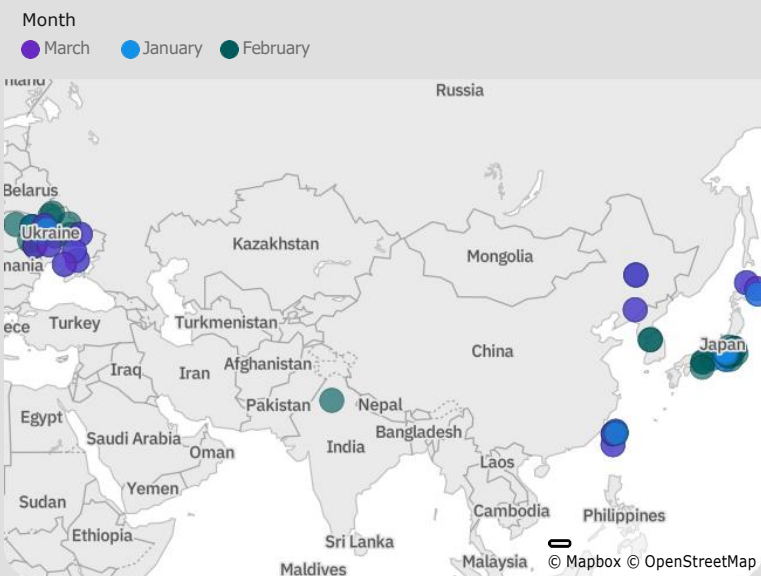 Month
March January February
Russia
Belarus
Ukraine
Kazakhstan
Mongolia
Turkey
Turkmenistan
Japan
China
Iraq
Iran
Afghanistan
Pakistan
Nepal
Egypt
Saudi Arabia
Bangladesh
India
Oman
Laos
Yemen
Sudan
Cambodia
Philippines
Ethiopia
Sri Lanka
Malaysia
© Mapbox © OpenStreetMap
Maldives